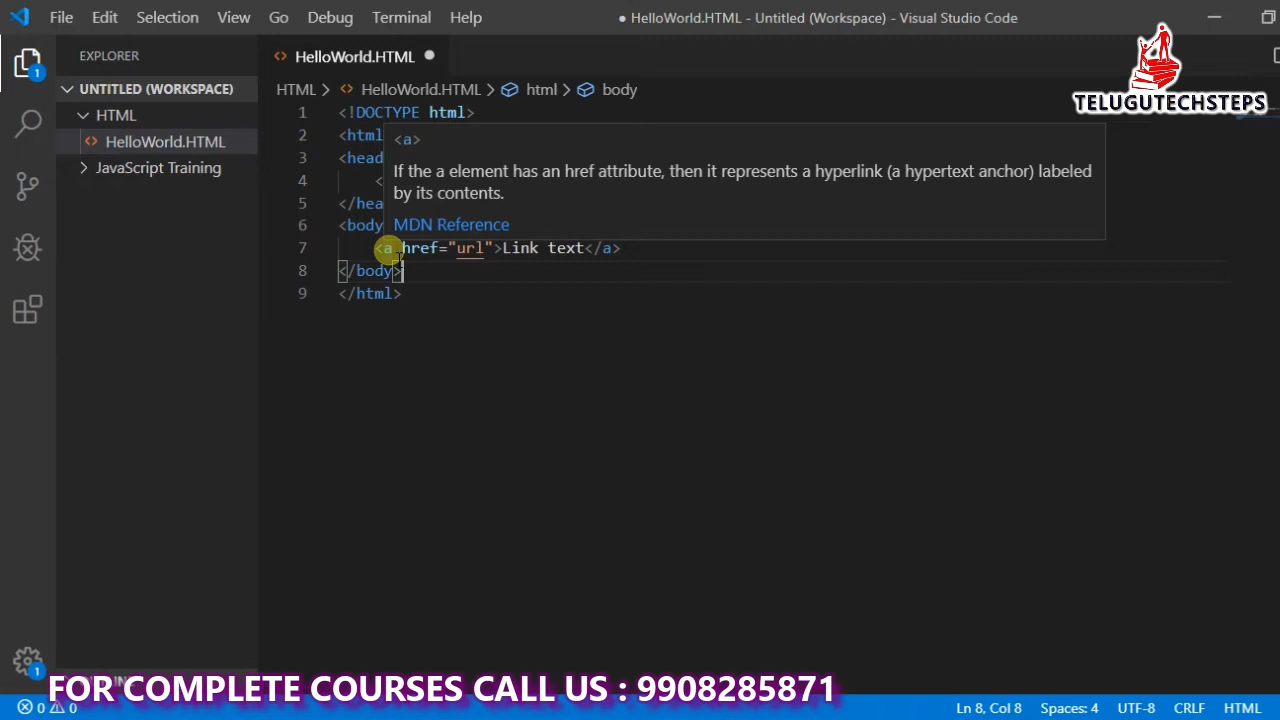 File Edit Selection View Go Debug Terminal Help
● HelloWorld.HTML - Untitled (Workspace) - Visual Studio Code
TELUGUTECHSTEPS
EXPLORER
HelloWorld.HTML
UNTITLED (WORKSPACE)
HTML
HelloWorld.HTML
JavaScript Training
HTML > HelloWorld.HTML > html > body
1 <!DOCTYPE html>
2 <html
3 <head
4 <
5 </hea
6 <body
<a>
If the a element has an href attribute, then it represents a hyperlink (a hypertext anchor) labeled
by its contents.
MDN Reference
7 <a href="url">Link text</a>
8 </body>
9 </html>
1
1
FOR COMPLETE COURSES CALL US : 9908285871
0 0
Ln 8, Col 8 Spaces: 4 UTF-8 CRLF HTML